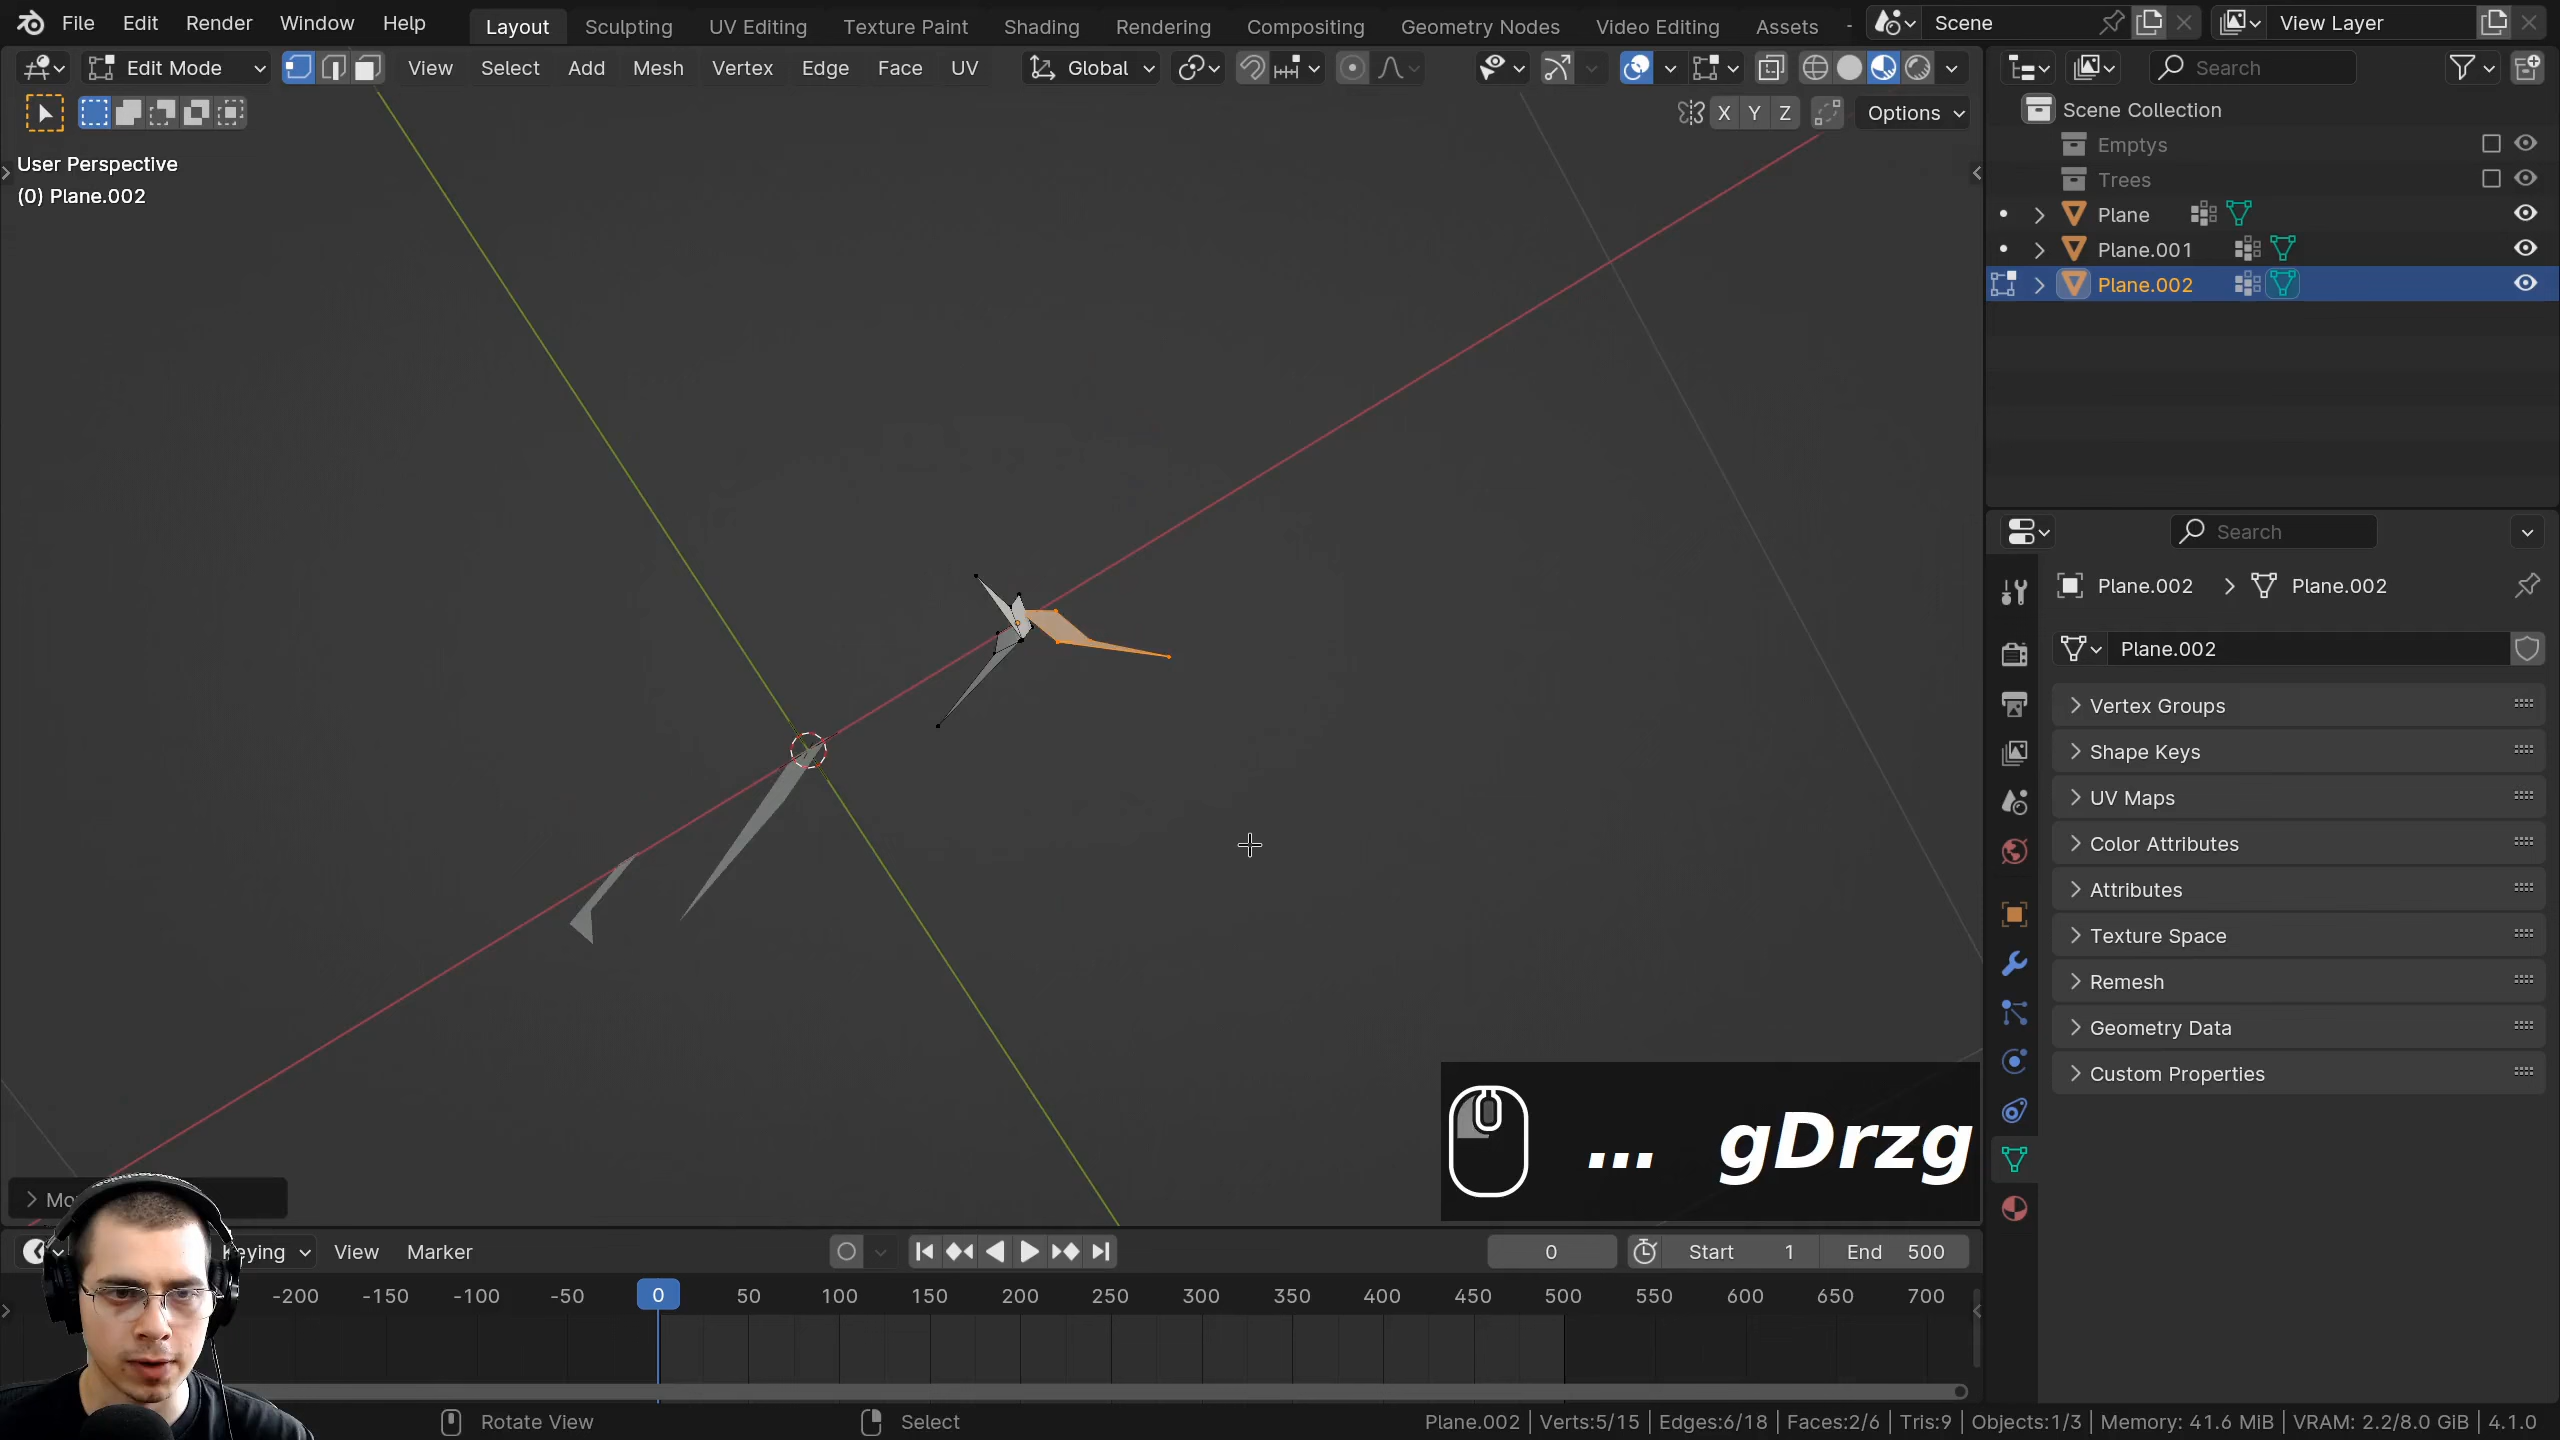 File Edit Render Window Help Layout Sculpting UV Editing Texture Paint Shading Rendering Compositing Geometry Nodes Video Editing Assets Scene View Layer
Edit Mode View Select Add Mesh Vertex Edge Face UV Global Search
X Y Z Options
User Perspective
(0) Plane.002
Scene Collection
Emptys
Trees
Plane
Plane.001
Plane.002
Search
Plane.002 > Plane.002
Plane.002
Vertex Groups
Shape Keys
UV Maps
Color Attributes
Attributes
Texture Space
Remesh
Geometry Data
Custom Properties
... gDrzg
View Marker 0 Start 1 End 500
-200 -150 -100 -50 0 50 100 150 200 250 300 350 400 450 500 550 600 650 700
Rotate View Select Plane.002 | Verts:5/15 | Edges:6/18 | Faces:2/6 | Tris:9 | Objects:1/3 | Memory: 41.6 MiB | VRAM: 2.2/8.0 GiB | 4.1.0